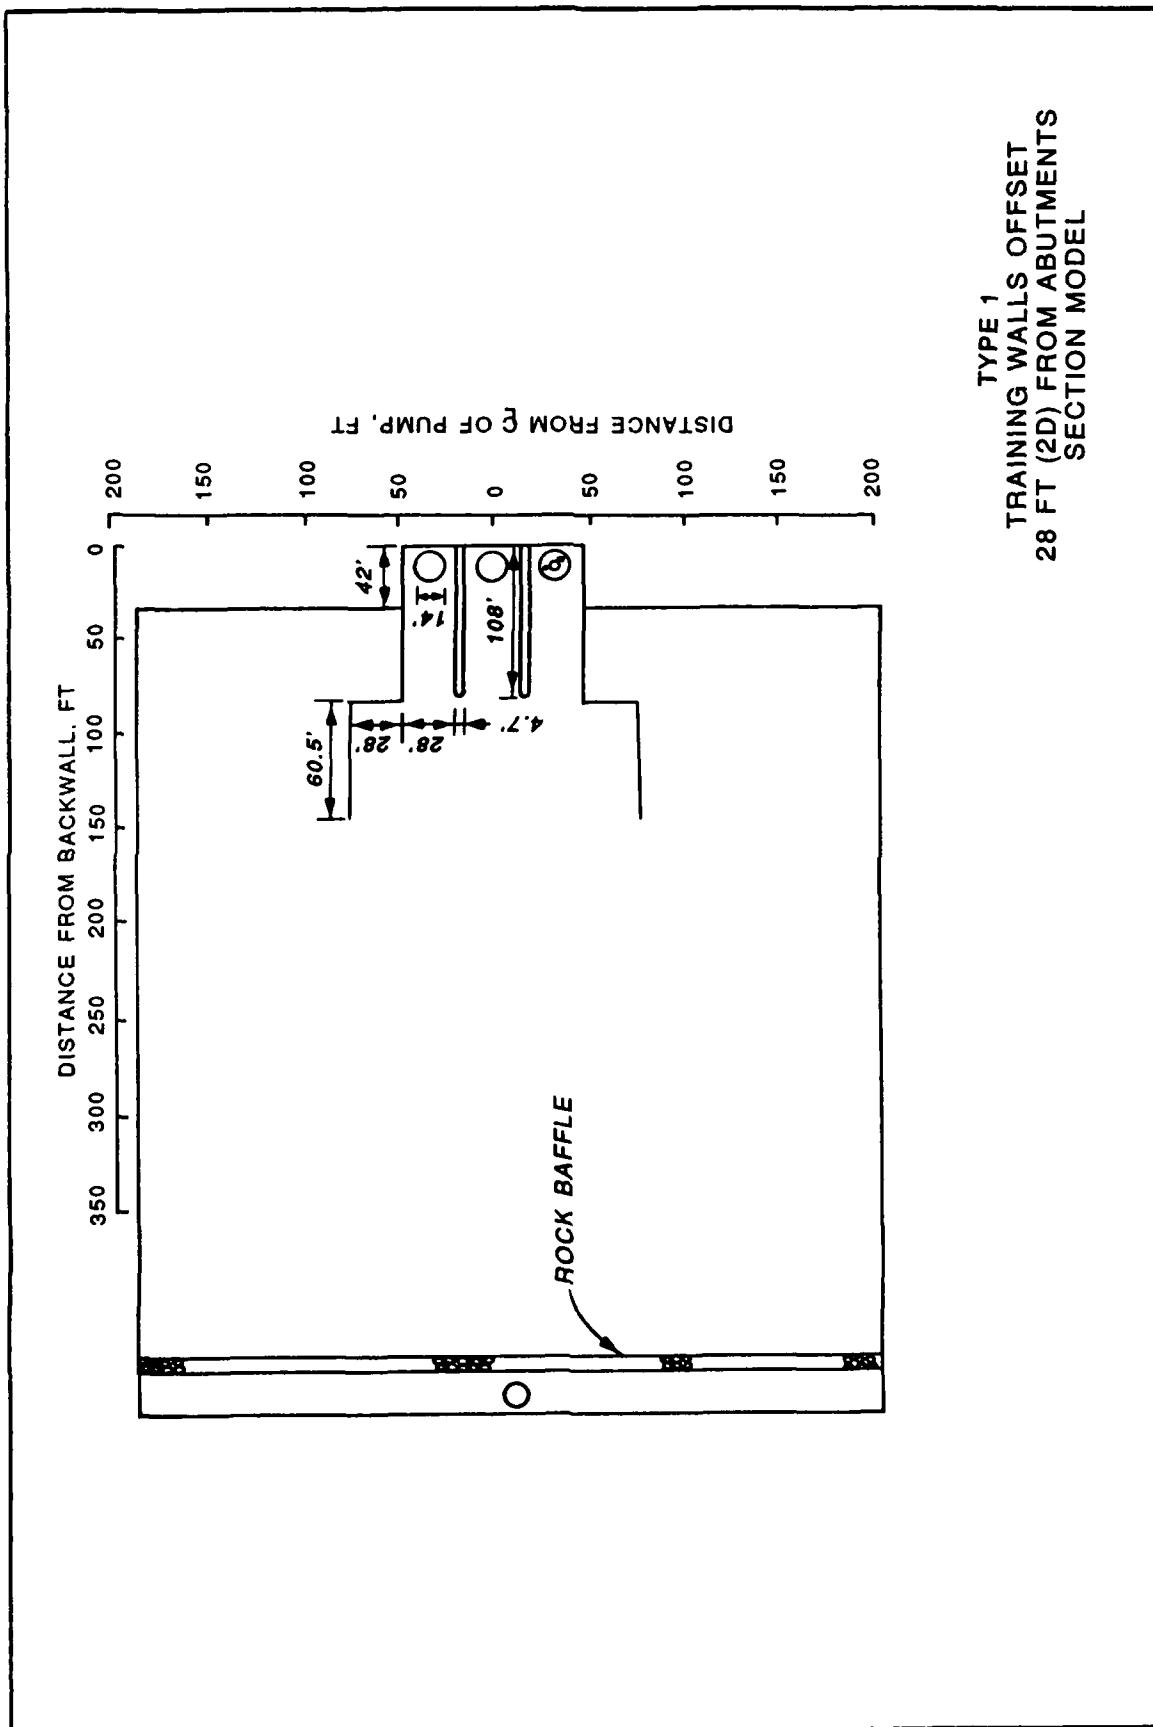 DISTANCE FROM BACKWALL, FT
350 300 250 200 150 100 50 0
200
150
100
50
0
50
100
150
200
DISTANCE FROM ℄ OF PUMP, FT
60.5'
42'
28'
28'
14'
4.7'
108'
ROCK BAFFLE
TYPE 1
TRAINING WALLS OFFSET
28 FT (2D) FROM ABUTMENTS
SECTION MODEL